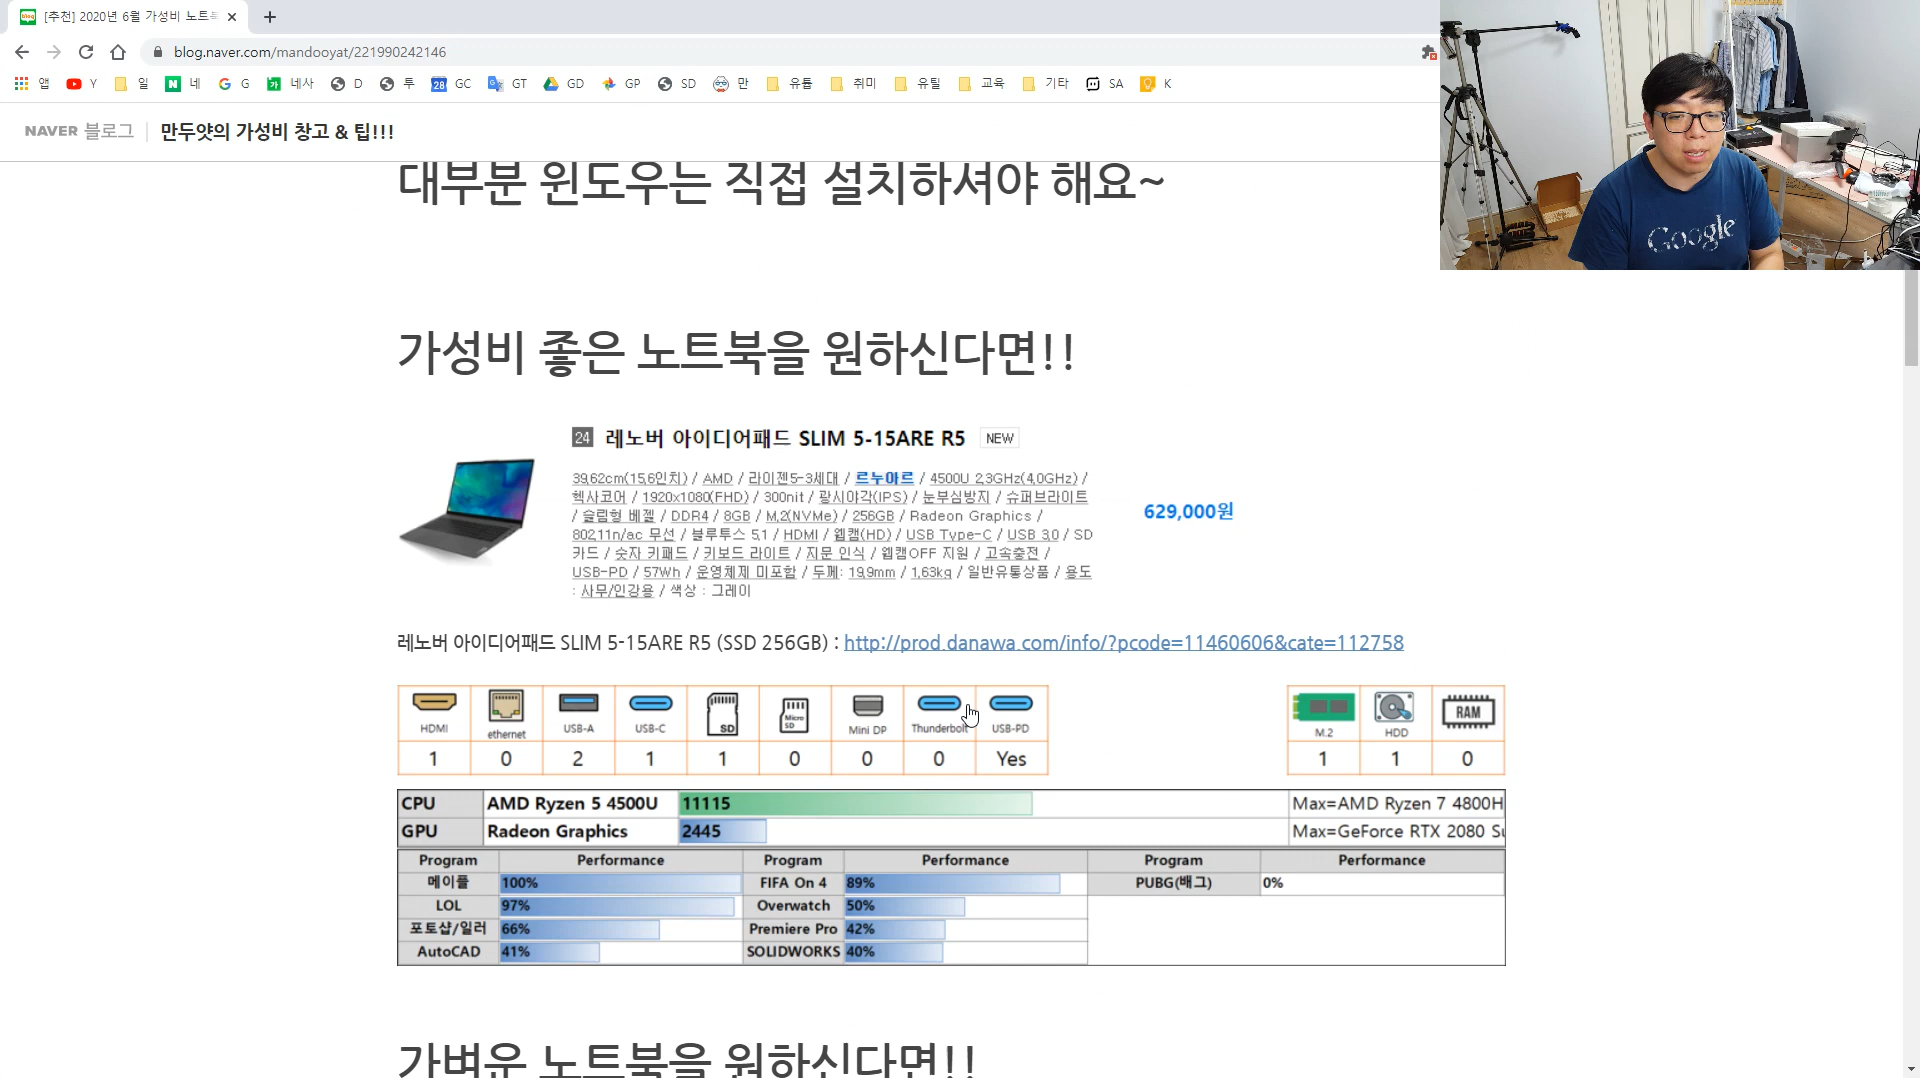 [추천] 2020년 6월 가성비 노트북
blog.naver.com/mandooyat/221990242146
앱 Y 일 네 G 네사 D 투 GC GT GD GP SD 만 유튭 취미 유틸 교육 기타 SA K
NAVER 블로그 만두얏의 가성비 창고 & 팁!!!
대부분 윈도우는 직접 설치하셔야 해요~
Google
가성비 좋은 노트북을 원하신다면!!
24 레노버 아이디어패드 SLIM 5-15ARE R5 NEW
39.62cm(15.6인치) / AMD / 라이젠5-3세대 / 르누아르 / 4500U 2.3GHz(4.0GHz) /
헥사코어 / 1920x1080(FHD) / 300nit / 광시야각(IPS) / 눈부심방지 / 슈퍼브라이트
/ 슬림형 베젤 / DDR4 / 8GB / M.2(NVMe) / 256GB / Radeon Graphics /
802.11n/ac 무선 / 블루투스 5.1 / HDMI / 웹캠(HD) / USB Type-C / USB 3.0 / SD
카드 / 숫자 키패드 / 키보드 라이트 / 지문 인식 / 웹캠OFF 지원 / 고속충전 /
USB-PD / 57Wh / 운영체제 미포함 / 두께: 19.9mm / 1.63kg / 일반유통상품 / 용도
: 사무/인강용 / 색상 : 그레이
629,000원
레노버 아이디어패드 SLIM 5-15ARE R5 (SSD 256GB) : http://prod.danawa.com/info/?pcode=11460606&cate=112758
SD Micro SD RAM
HDMI ethernet USB-A USB-C Mini DP Thunderbolt USB-PD M.2 HDD
1 0 2 1 1 0 0 0 Yes 1 1 0
CPU AMD Ryzen 5 4500U 11115 Max=AMD Ryzen 7 4800H
GPU Radeon Graphics 2445 Max=GeForce RTX 2080 Su
Program Performance Program Performance Program Performance
메이플 100% FIFA On 4 89% PUBG(배그) 0%
LOL 97% Overwatch 50%
포토샵/일러 66% Premiere Pro 42%
AutoCAD 41% SOLIDWORKS 40%
가벼운 노트북을 원하신다면!!